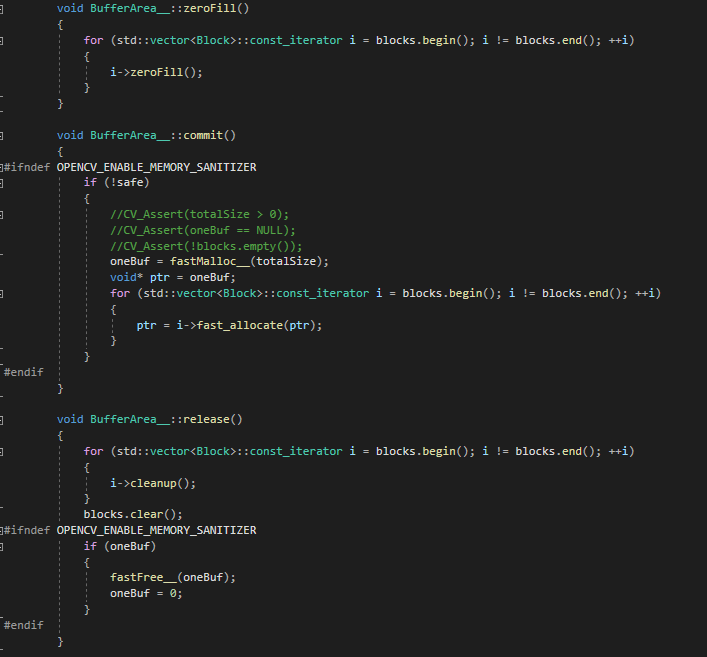 void BufferArea__::zeroFill()
{
for (std::vector<Block>::const_iterator i = blocks.begin(); i != blocks.end(); ++i)
{
i->zeroFill();
}
}
void BufferArea__::commit()
{
#ifndef OPENCV_ENABLE_MEMORY_SANITIZER
if (!safe)
{
//CV_Assert(totalSize > 0);
//CV_Assert(oneBuf == NULL);
//CV_Assert(!blocks.empty());
oneBuf = fastMalloc__(totalSize);
void* ptr = oneBuf;
for (std::vector<Block>::const_iterator i = blocks.begin(); i != blocks.end(); ++i)
{
ptr = i->fast_allocate(ptr);
}
}
#endif
}
void BufferArea__::release()
{
for (std::vector<Block>::const_iterator i = blocks.begin(); i != blocks.end(); ++i)
{
i->cleanup();
}
blocks.clear();
#ifndef OPENCV_ENABLE_MEMORY_SANITIZER
if (oneBuf)
{
fastFree__(oneBuf);
oneBuf = 0;
}
#endif
}